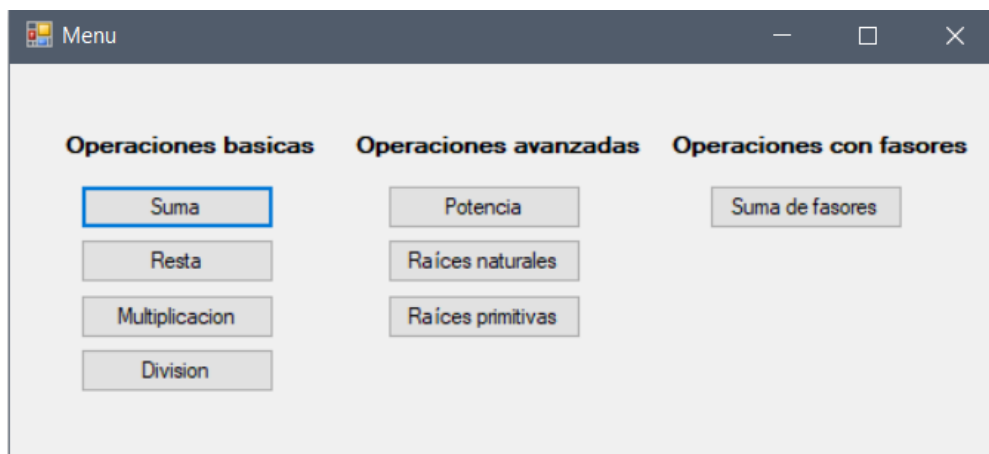 Menu
Operaciones basicas
Suma
Resta
Multiplicacion
Division
Operaciones avanzadas
Potencia
Raíces naturales
Raíces primitivas
Operaciones con fasores
Suma de fasores